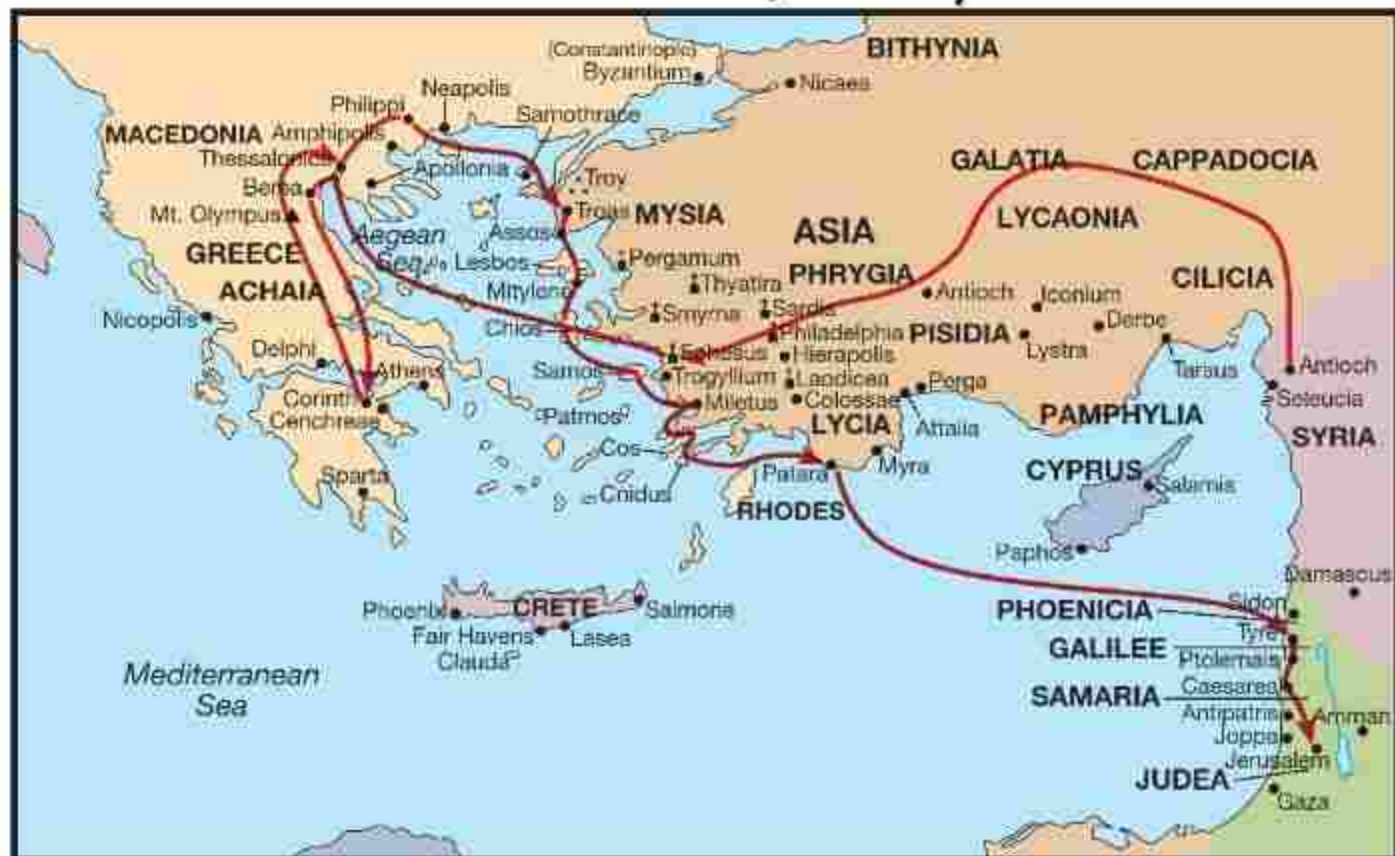 BITHYNIA
(Constantinople)
Byzantium
Nicaea
Neapolis
Philippi
Samothrace
MACEDONIA
Amphipolis
Thessalonica
Apollonia
Berea
Troy
Troas
MYSIA
Mt. Olympus
GALATIA
CAPPADOCIA
LYCAONIA
Aegean
Sea
Assos
ASIA
GREECE
Lesbos
Pergamum
PHRYGIA
CILICIA
ACHAIA
Mitylene
Thyatira
Antioch
Iconium
Nicopolis
Chios
Smyrna
Sardis
Philadelphia
PISIDIA
Derbe
Delphi
Ephesus
Hierapolis
Lystra
Athens
Samos
Trogyllium
Laodicea
Perga
Tarsus
Antioch
Corinth
Miletus
Colossae
Seleucia
Cenchreae
Patmos
LYCIA
Attalia
PAMPHYLIA
SYRIA
Cos
Sparta
Cnidus
Patara
Myra
CYPRUS
Salamis
RHODES
Paphos
Damascus
Phoenix
CRETE
Salmone
PHOENICIA
Sidon
Fair Havens
Lasea
Tyre
Clauda
GALILEE
Ptolemais
Mediterranean
Sea
SAMARIA
Caesarea
Antipatris
Amman
Joppa
Jerusalem
JUDEA
Gaza